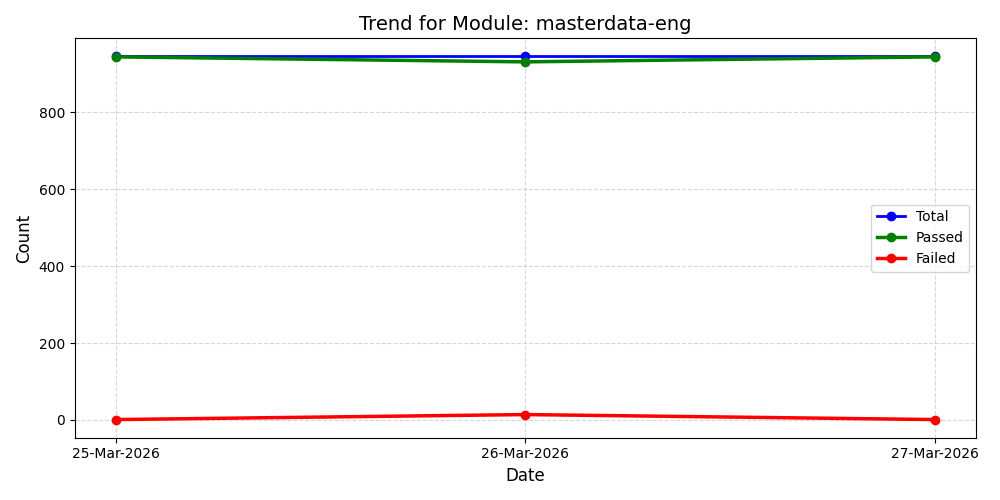 Trend for Module: masterdata-eng
Count
800
600
400
200
0
Total
Passed
Failed
25-Mar-2026
26-Mar-2026
27-Mar-2026
Date